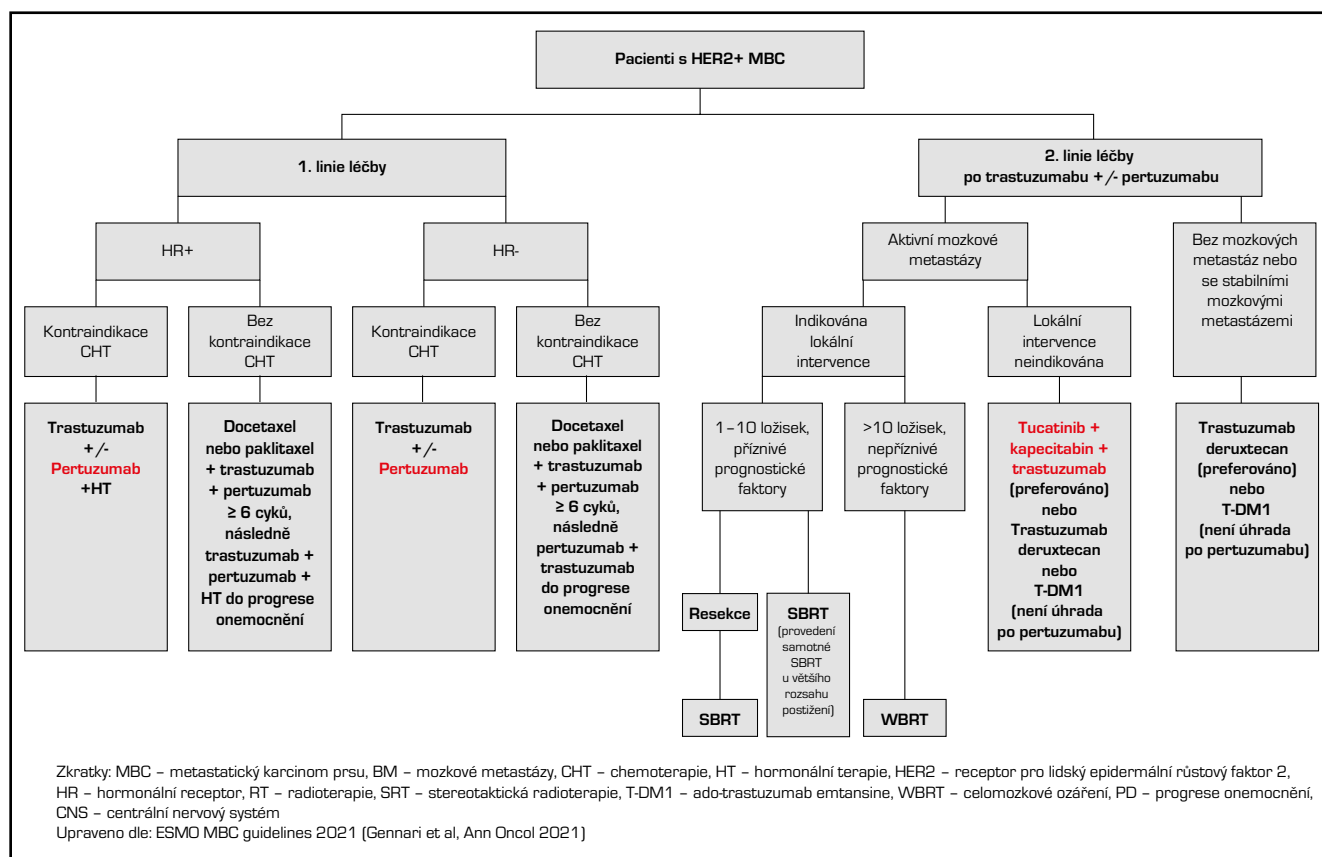 Pacienti s HER2+ MBC
1. linie léčby
2. linie léčby
po trastuzumabu +/- pertuzumabu
HR+
HR-
Aktivní mozkové
metastázy
Bez mozkových
metastáz nebo
se stabilními
mozkovými
metastázemi
Kontraindikace
CHT
Bez
kontraindikace
CHT
Kontraindikace
CHT
Bez
kontraindikace
CHT
Indikována
lokální
intervence
Lokální
intervence
neindikována
Trastuzumab
+/-
Pertuzumab
+HT
Docetaxel
nebo paklitaxel
+ trastuzumab
+ pertuzumab
≥ 6 cyků,
následně
trastuzumab +
pertuzumab +
HT do progrese
onemocnění
Trastuzumab
+/-
Pertuzumab
Docetaxel
nebo paklitaxel
+ trastuzumab
+ pertuzumab
≥ 6 cyků,
následně
pertuzumab +
trastuzumab
do progrese
onemocnění
1–10 ložisek,
příznivé
prognostické
faktory
>10 ložisek,
nepříznivé
prognostické
faktory
Tucatinib +
kapecitabin +
trastuzumab
(preferováno)
nebo
Trastuzumab
deruxtecan
nebo
T-DM1
(není úhrada
po pertuzumabu)
Trastuzumab
deruxtecan
(preferováno)
nebo
T-DM1
(není úhrada
po pertuzumabu)
Resekce
SBRT
(provedení
samotné
SBRT
u většího
rozsahu
postižení)
SBRT
WBRT
Zkratky: MBC – metastatický karcinom prsu, BM – mozkové metastázy, CHT – chemoterapie, HT – hormonální terapie, HER2 – receptor pro lidský epidermální růstový faktor 2,
HR – hormonální receptor, RT – radioterapie, SRT – stereotaktická radioterapie, T-DM1 – ado-trastuzumab emtansine, WBRT – celomozkové ozáření, PD – progrese onemocnění,
CNS – centrální nervový systém
Upraveno dle: ESMO MBC guidelines 2021 (Gennari et al, Ann Oncol 2021)